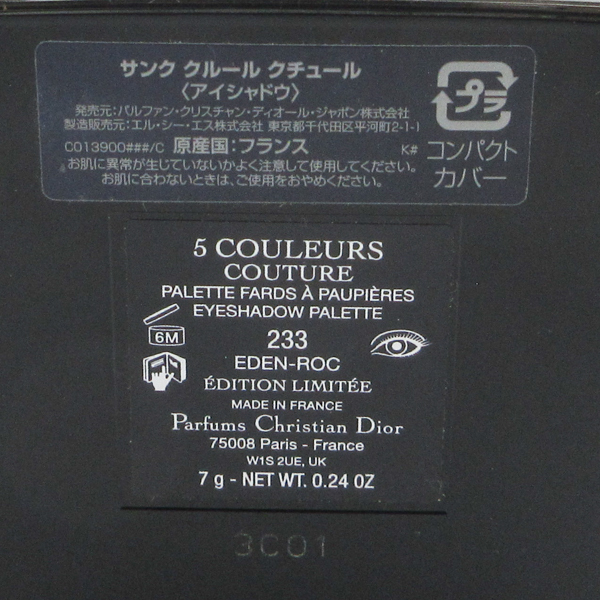 サンク クルール クチュール
〈アイシャドウ〉
発売元:パルファン・クリスチャン・ディオール・ジャポン株式会社
製造販売元:エル・シー・エス株式会社 東京都千代田区平河町2-1-1
C013900###/C 原産国:フランス K#
お肌に異常が生じていないかよく注意して使用してください。
お肌に合わないときは、ご使用をおやめください。
プラ
コンパクト
カバー
5 COULEURS
COUTURE
PALETTE FARDS À PAUPIÈRES
EYESHADOW PALETTE
6M
233
EDEN-ROC
ÉDITION LIMITÉE
MADE IN FRANCE
Parfums Christian Dior
75008 Paris - France
W1S 2UE, UK
7 g - NET WT. 0.24 OZ
3C01